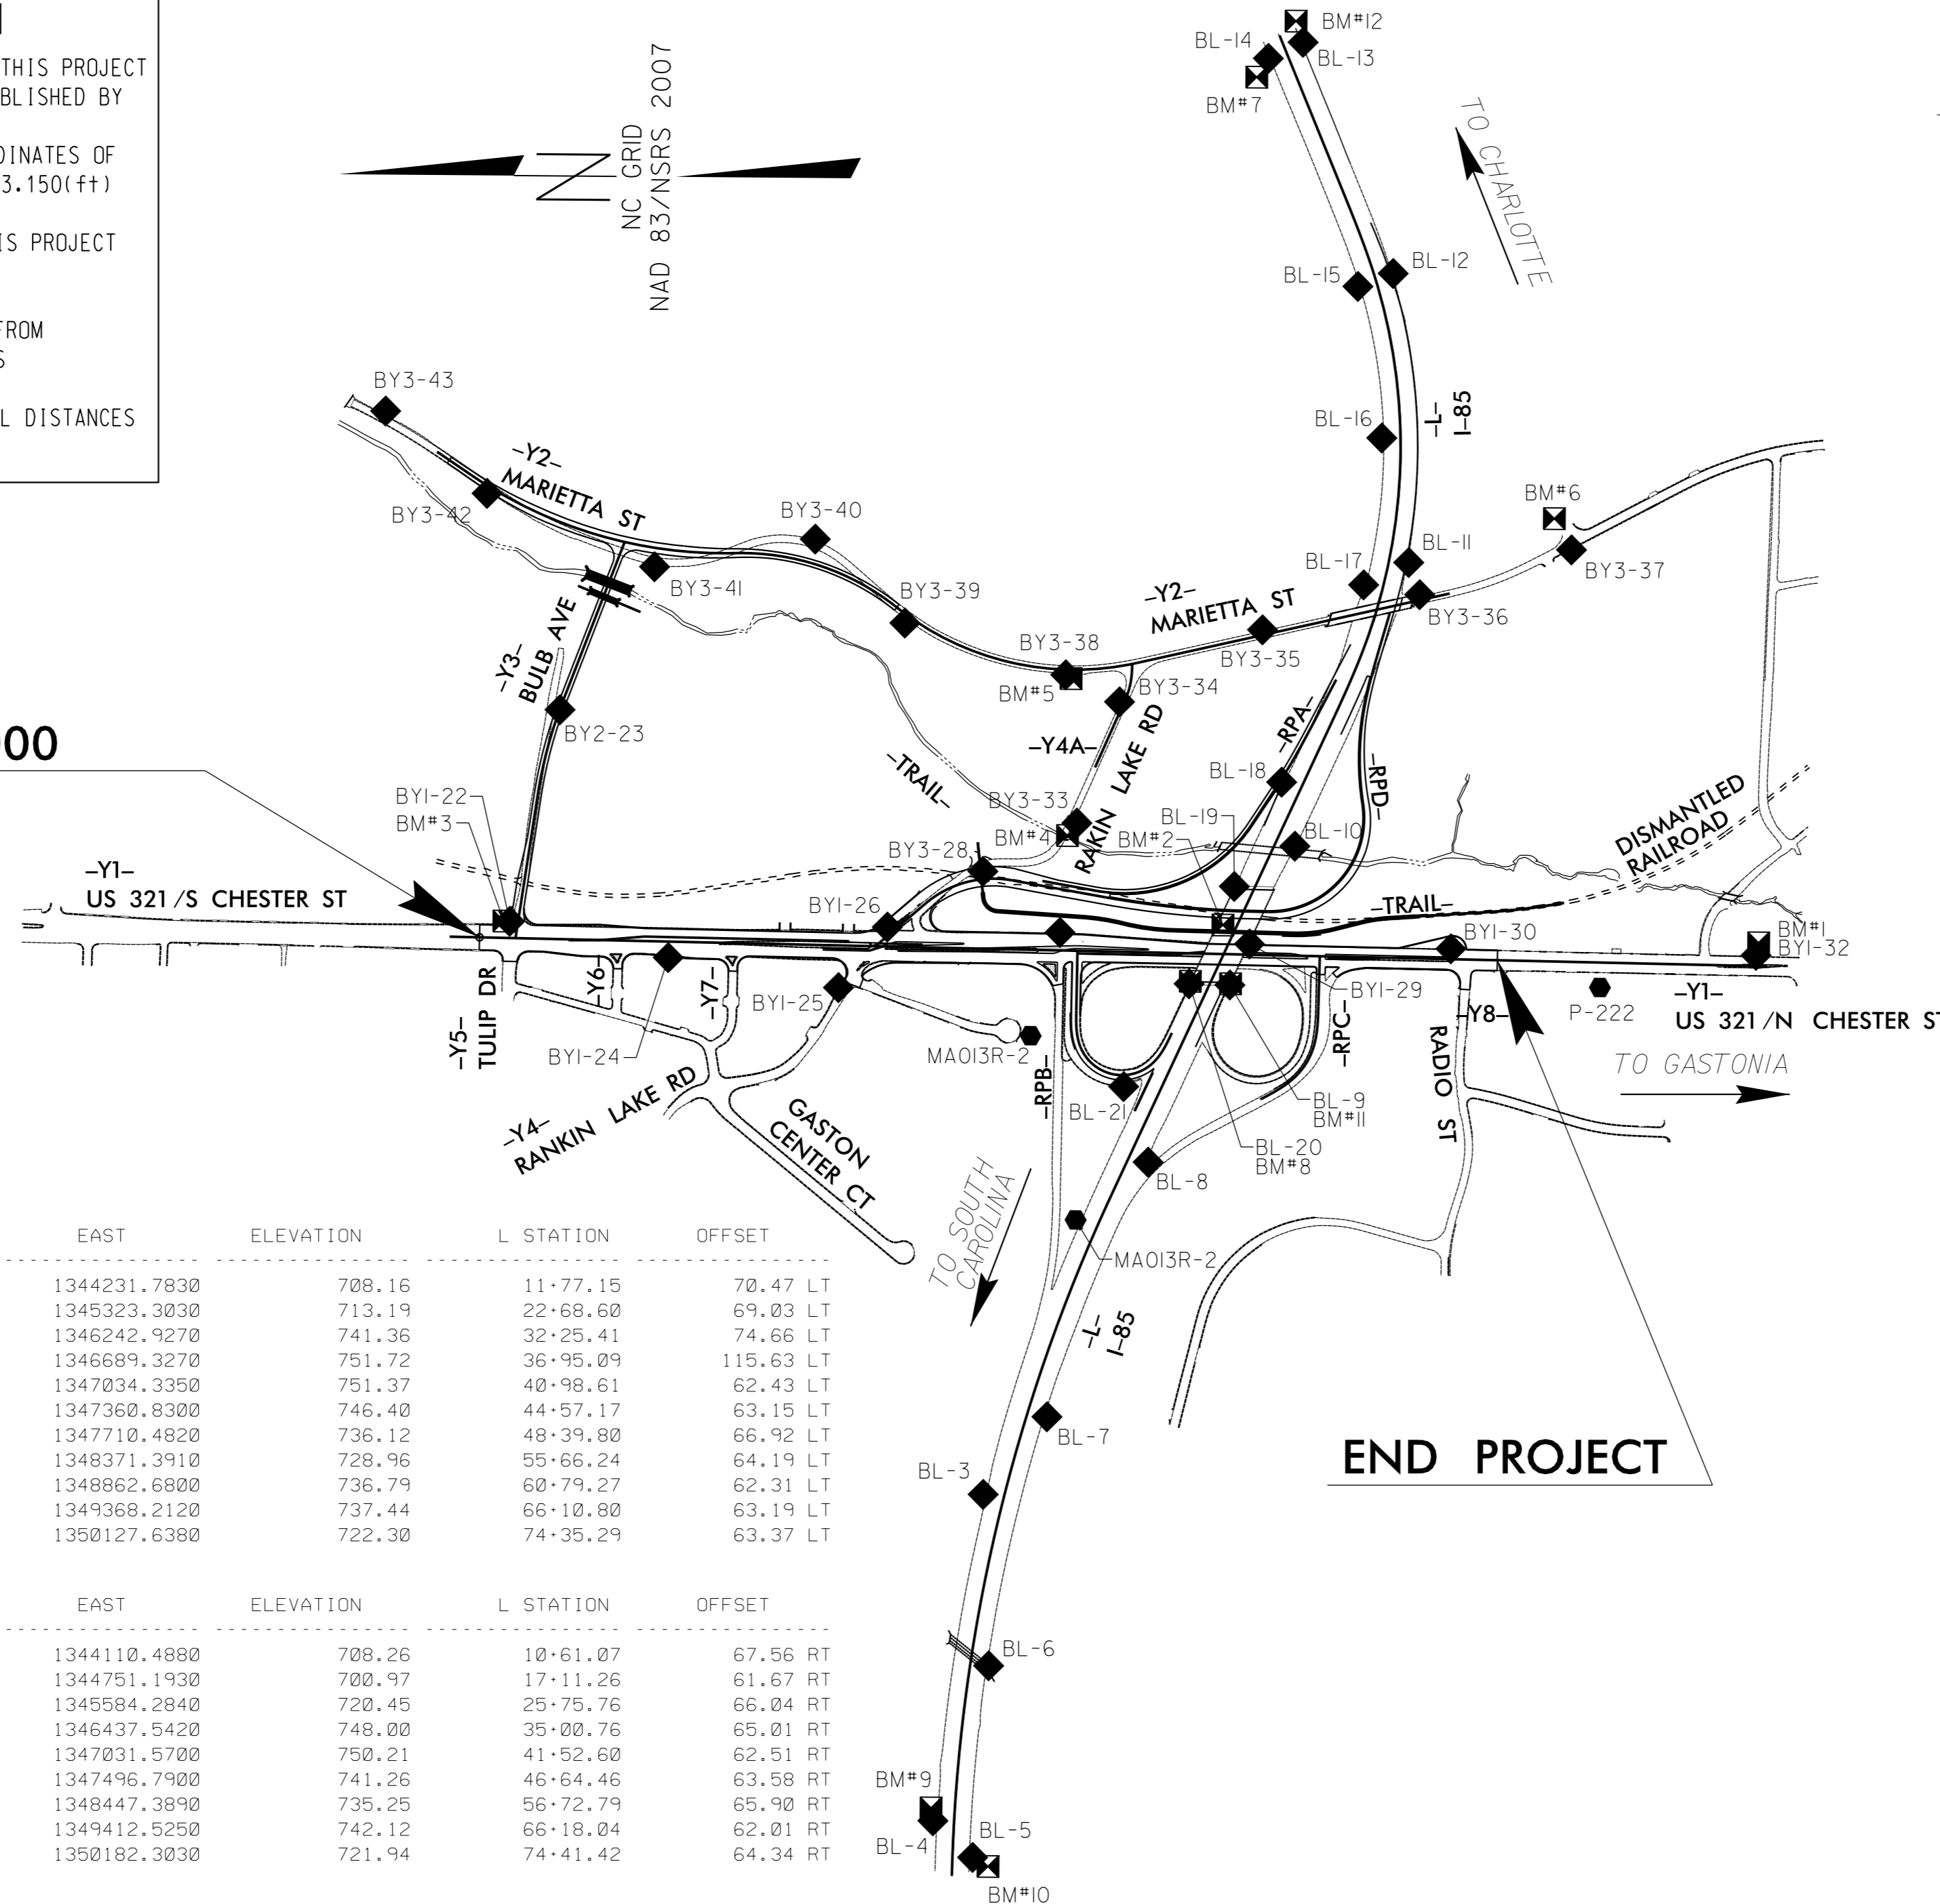 THIS PROJECT
BLISHED BY
DINATES OF
3.150(ft)
IS PROJECT
FROM
S
L DISTANCES
NC GRID
NAD 83/NSRS 2007
BM#12
BL-14
BL-13
BM#7
TO CHARLOTTE
BL-12
BL-15
BL-16
-L-
I-85
BY3-43
-Y2-
MARIETTA ST
BY3-42
BY3-40
BM#6
BL-11
BL-17
BY3-37
BY3-41
BY3-39
-Y2-
MARIETTA ST
BY3-36
BY3-38
BY3-35
BM#5
BY3-34
-Y3-
BULB AVE
BY2-23
00
-Y4A-
RAKIN LAKE RD
-RPA-
-RPD-
-TRAIL-
BL-18
BY1-22
BM#3
BY3-33
BL-19
BL-10
BM#4
BM#2
DISMANTLED
RAILROAD
BY3-28
-Y1-
US 321/S CHESTER ST
BY1-26
-TRAIL-
BY1-30
BM#1
BY1-32
-Y5-
TULIP DR
-Y6-
-Y7-
BY1-25
BY1-29
-RPC-
-Y8-
RADIO ST
P-222
-Y1-
US 321/N CHESTER ST
BY1-24
MA013R-2
-RPB-
TO GASTONIA
-Y4-
RANKIN LAKE RD
GASTON
CENTER CT
BL-21
BL-9
BM#11
BL-20
BM#8
BL-8
TO SOUTH
CAROLINA
MA013R-2
-L-
I-85
BL-7
END PROJECT
BL-3
BL-6
BM#9
BL-4
BL-5
BM#10
EAST ELEVATION L STATION OFFSET
1344231.7830 708.16 11+77.15 70.47 LT
1345323.3030 713.19 22+68.60 69.03 LT
1346242.9270 741.36 32+25.41 74.66 LT
1346689.3270 751.72 36+95.09 115.63 LT
1347034.3350 751.37 40+98.61 62.43 LT
1347360.8300 746.40 44+57.17 63.15 LT
1347710.4820 736.12 48+39.80 66.92 LT
1348371.3910 728.96 55+66.24 64.19 LT
1348862.6800 736.79 60+79.27 62.31 LT
1349368.2120 737.44 66+10.80 63.19 LT
1350127.6380 722.30 74+35.29 63.37 LT
EAST ELEVATION L STATION OFFSET
1344110.4880 708.26 10+61.07 67.56 RT
1344751.1930 700.97 17+11.26 61.67 RT
1345584.2840 720.45 25+75.76 66.04 RT
1346437.5420 748.00 35+00.76 65.01 RT
1347031.5700 750.21 41+52.60 62.51 RT
1347496.7900 741.26 46+64.46 63.58 RT
1348447.3890 735.25 56+72.79 65.90 RT
1349412.5250 742.12 66+18.04 62.01 RT
1350182.3030 721.94 74+41.42 64.34 RT